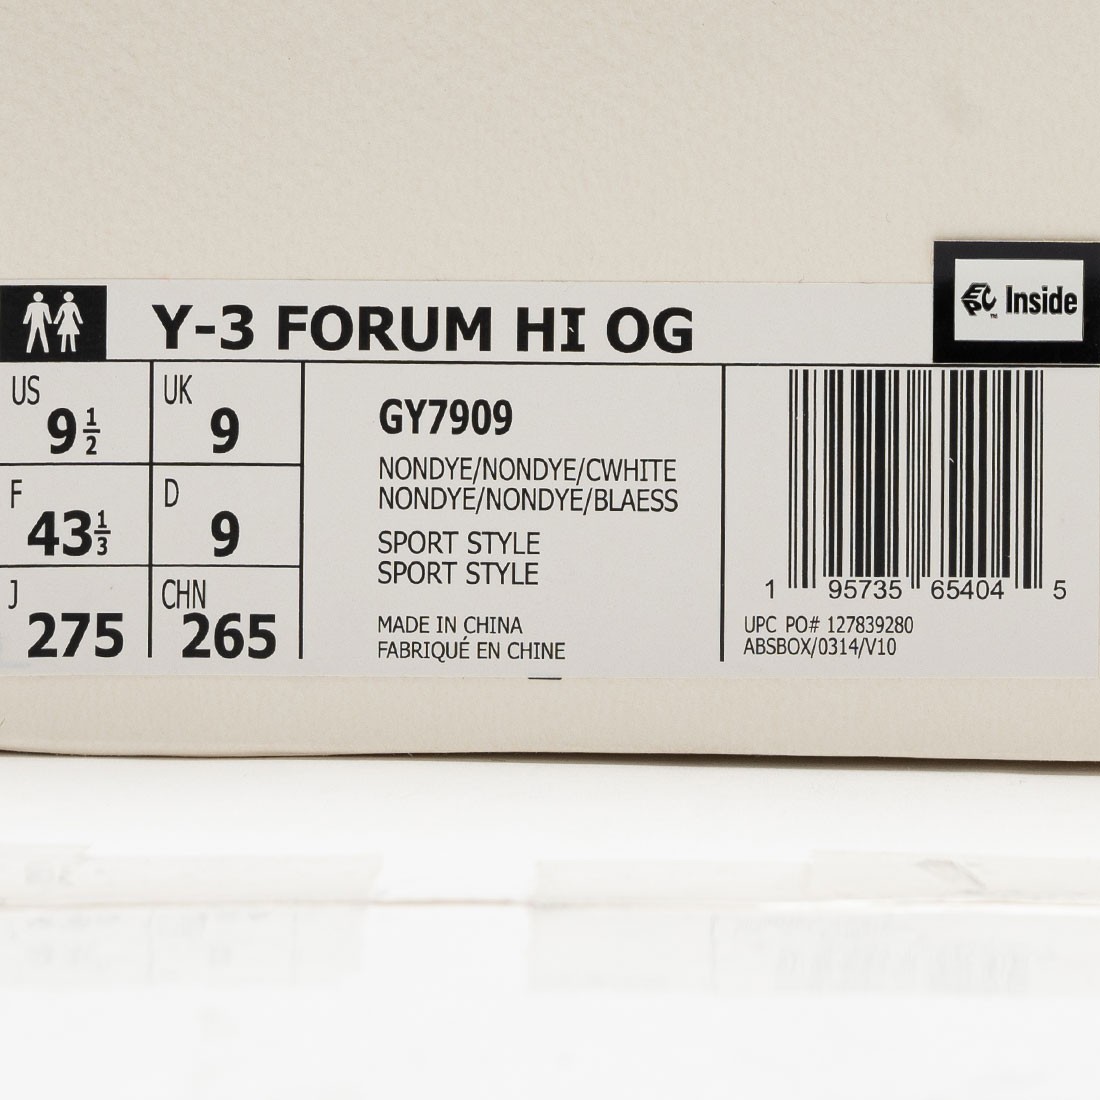 Y-3 FORUM HI OG
EPC Inside
TM
US
9 1/2
UK
9
F
43 1/3
D
9
J
275
CHN
265
GY7909
NONDYE/NONDYE/CWHITE
NONDYE/NONDYE/BLAESS
SPORT STYLE
SPORT STYLE
MADE IN CHINA
FABRIQUÉ EN CHINE
1 95735 65404 5
UPC PO# 127839280
ABSBOX/0314/V10